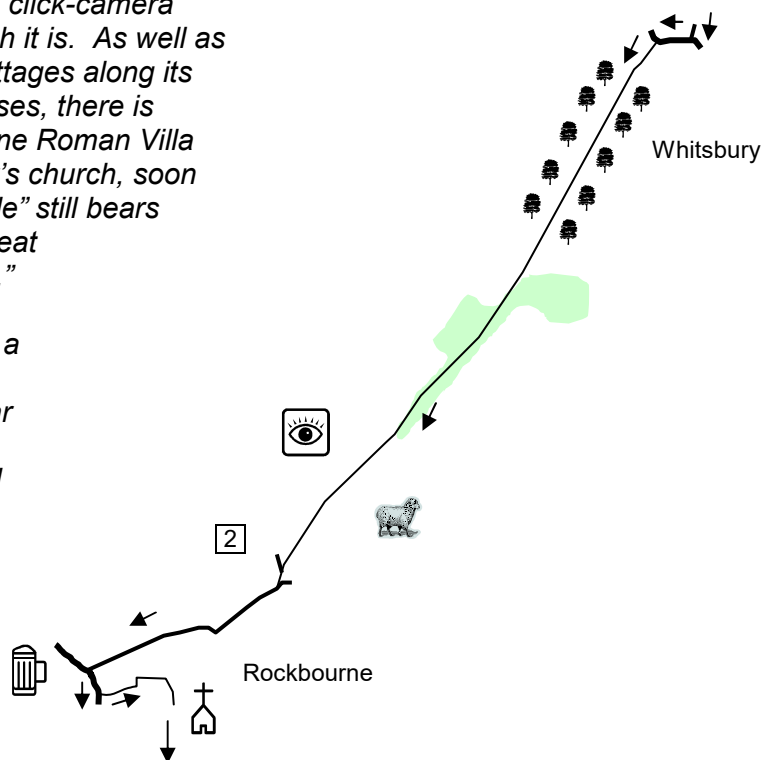 click-camera
h it is. As well as
ttages along its
ses, there is
ne Roman Villa
's church, soon
le” still bears
eat
.”
a
r
Whitsbury
2
Rockbourne